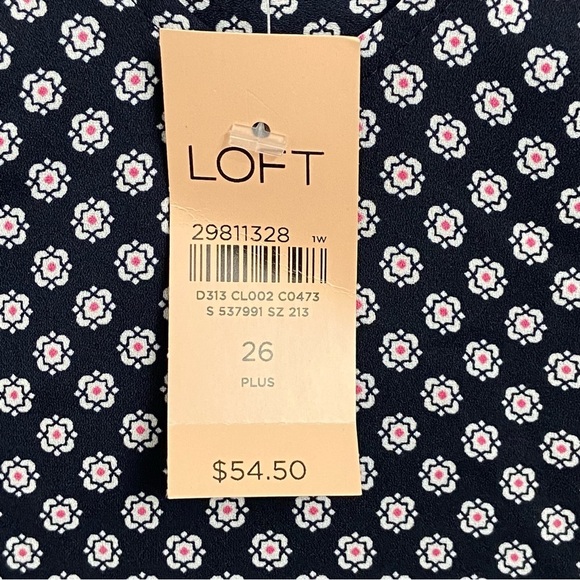 LOFT
29811328 1W
D313 CL002 C0473
S 537991 SZ 213
26
PLUS
$54.50